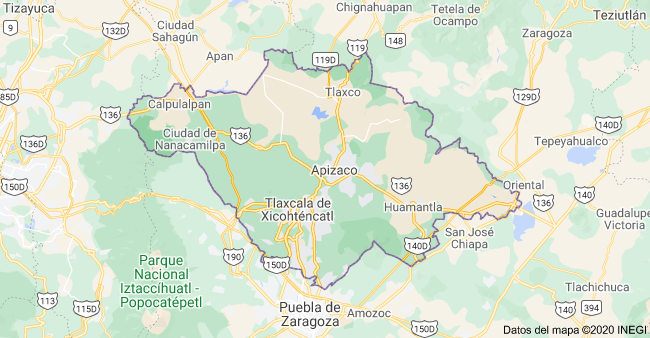 Tizayuca
Chignahuapan
Ciudad
Sahagún
Tetela de
Ocampo
Teziutlán
9
132D
119
148
119D
Zaragoza
Apan
Tlaxco
85D
Calpulalpan
129D
136
136D
Ciudad de
Nanacamilpa
136
140D
Tepeyahualco
Apizaco
150D
136
Oriental
Tlaxcala de
Xicohténcatl
Huamantla
136
Guadalupe
Victoria
San José
Chiapa
140D
190
150D
Parque
Nacional
Iztaccíhuatl -
Popocatépetl
Tlachichuca
113
115D
Puebla de
Zaragoza
Amozoc
150D
140D
394
Datos del mapa ©2020 INEGI